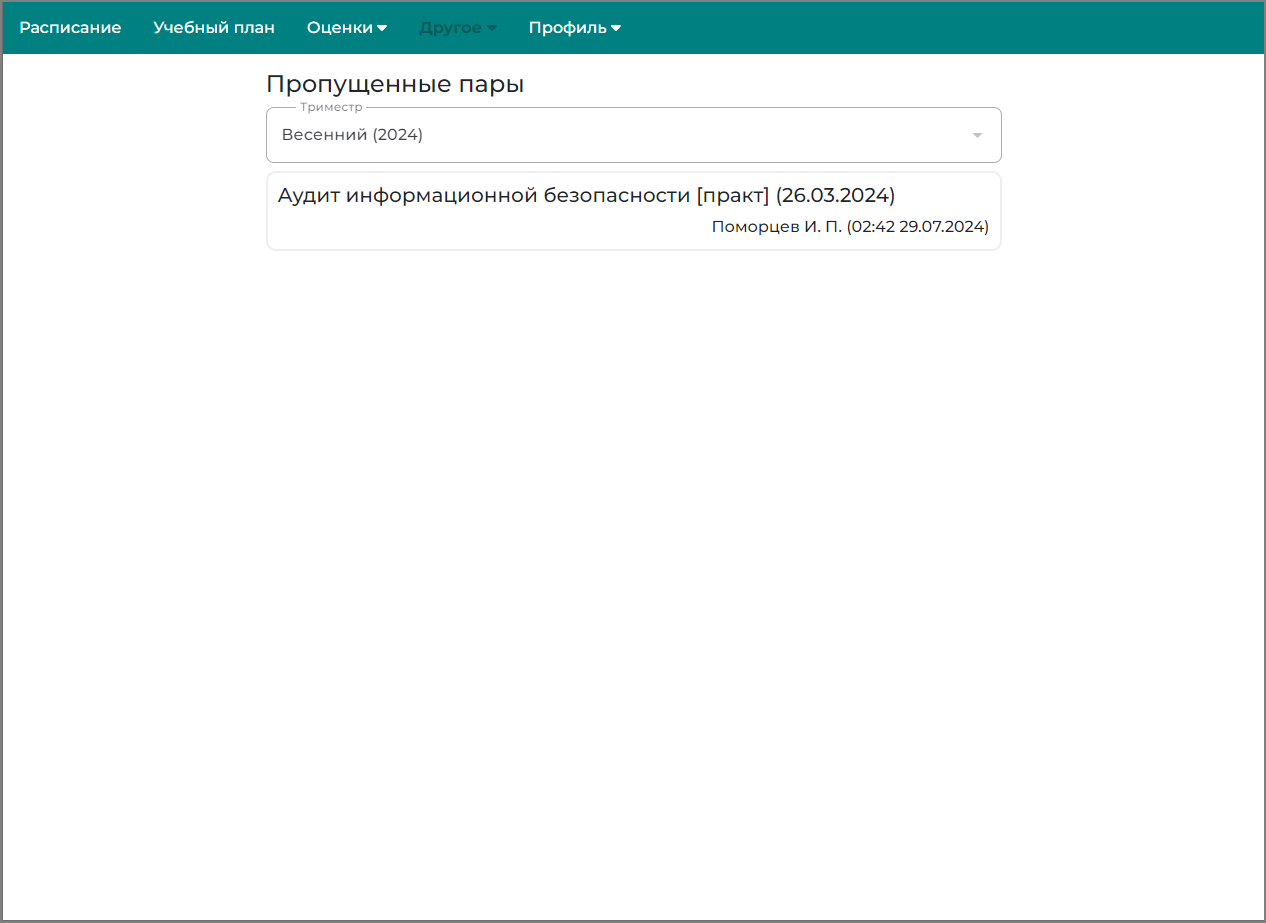 Расписание Учебный план Оценки Другое Профиль
Пропущенные пары
Триместр
Весенний (2024)
Аудит информационной безопасности [практ] (26.03.2024)
Поморцев И. П. (02:42 29.07.2024)